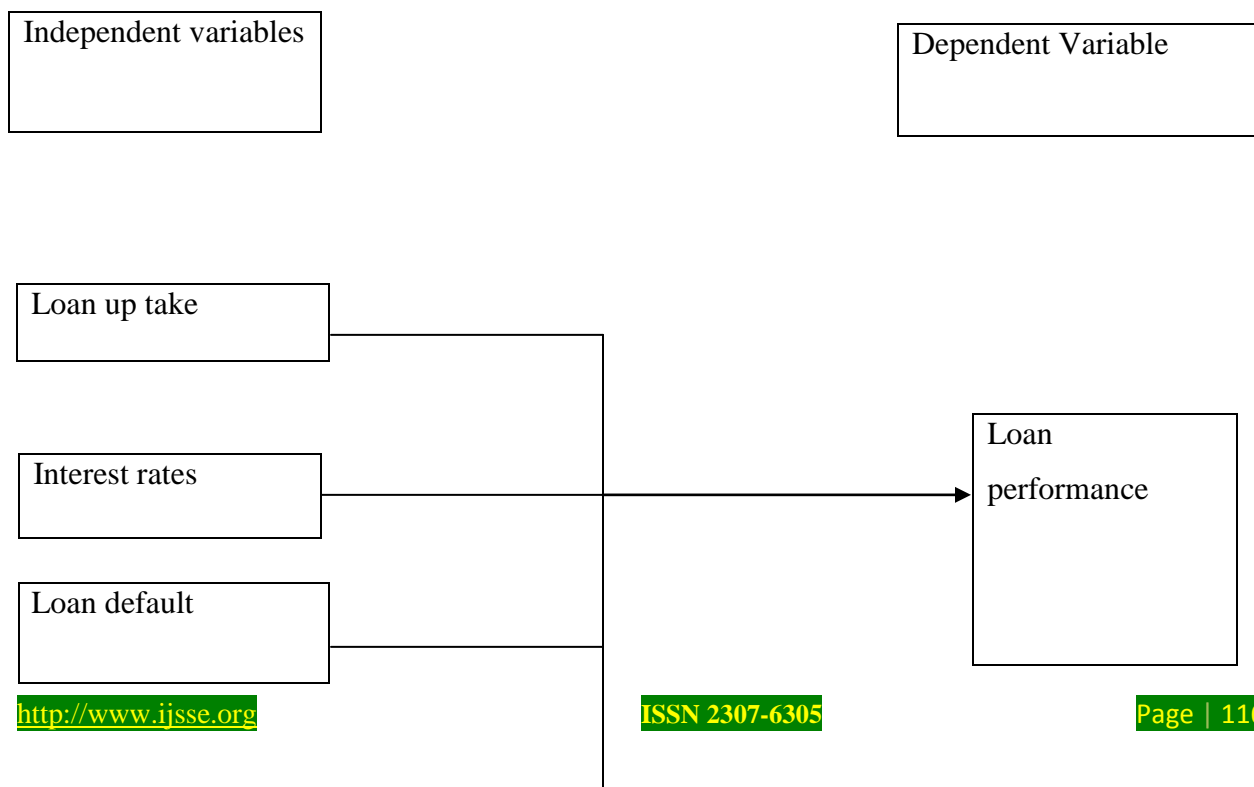 Independent variables
Dependent Variable
Loan up take
Interest rates
Loan
performance
Loan default
http://www.ijsse.org
ISSN 2307-6305
Page | 11